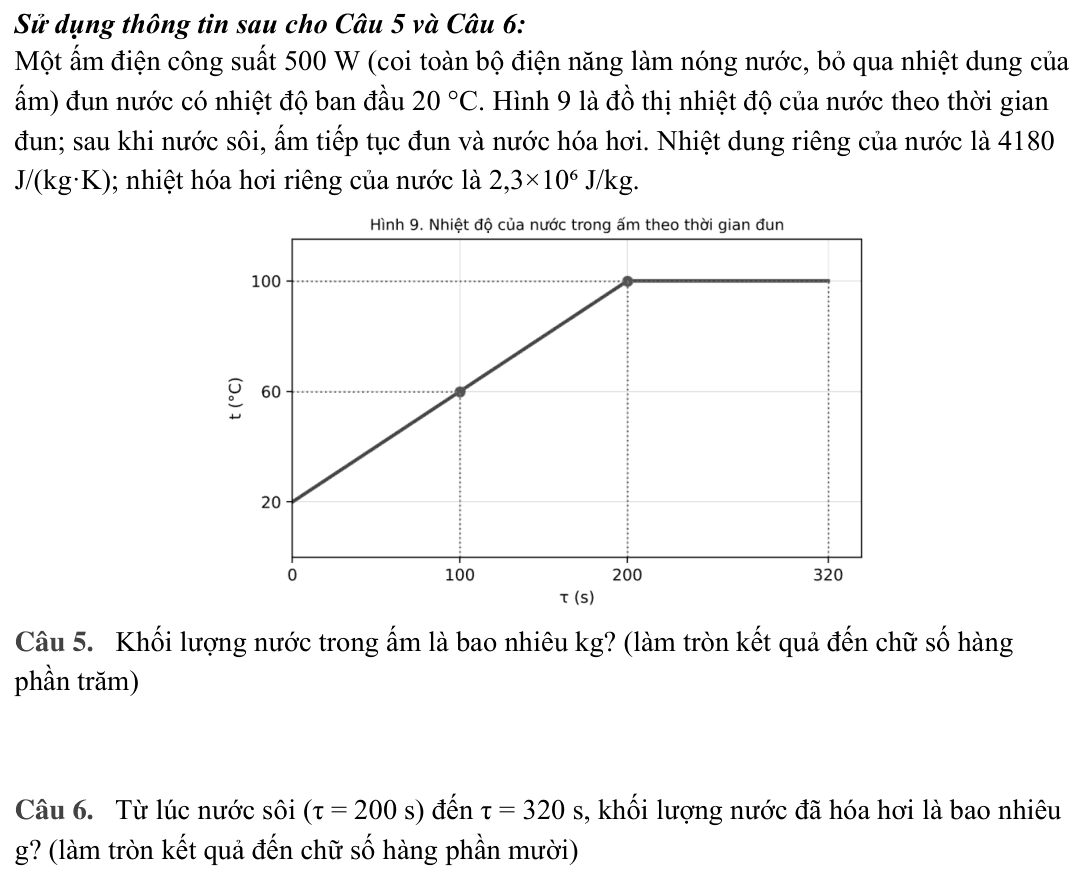 Sử dụng thông tin sau cho Câu 5 và Câu 6:
Một ấm điện công suất 500 W (coi toàn bộ điện năng làm nóng nước, bỏ qua nhiệt dung của
ấm) đun nước có nhiệt độ ban đầu 20 °C. Hình 9 là đồ thị nhiệt độ của nước theo thời gian
đun; sau khi nước sôi, ấm tiếp tục đun và nước hóa hơi. Nhiệt dung riêng của nước là 4180
J/(kg·K); nhiệt hóa hơi riêng của nước là 2,3×10⁶ J/kg.
Hình 9. Nhiệt độ của nước trong ấm theo thời gian đun
100
60
20
t (°C)
0 100 200 320
τ (s)
Câu 5. Khối lượng nước trong ấm là bao nhiêu kg? (làm tròn kết quả đến chữ số hàng
phần trăm)
Câu 6. Từ lúc nước sôi (τ = 200 s) đến τ = 320 s, khối lượng nước đã hóa hơi là bao nhiêu
g? (làm tròn kết quả đến chữ số hàng phần mười)